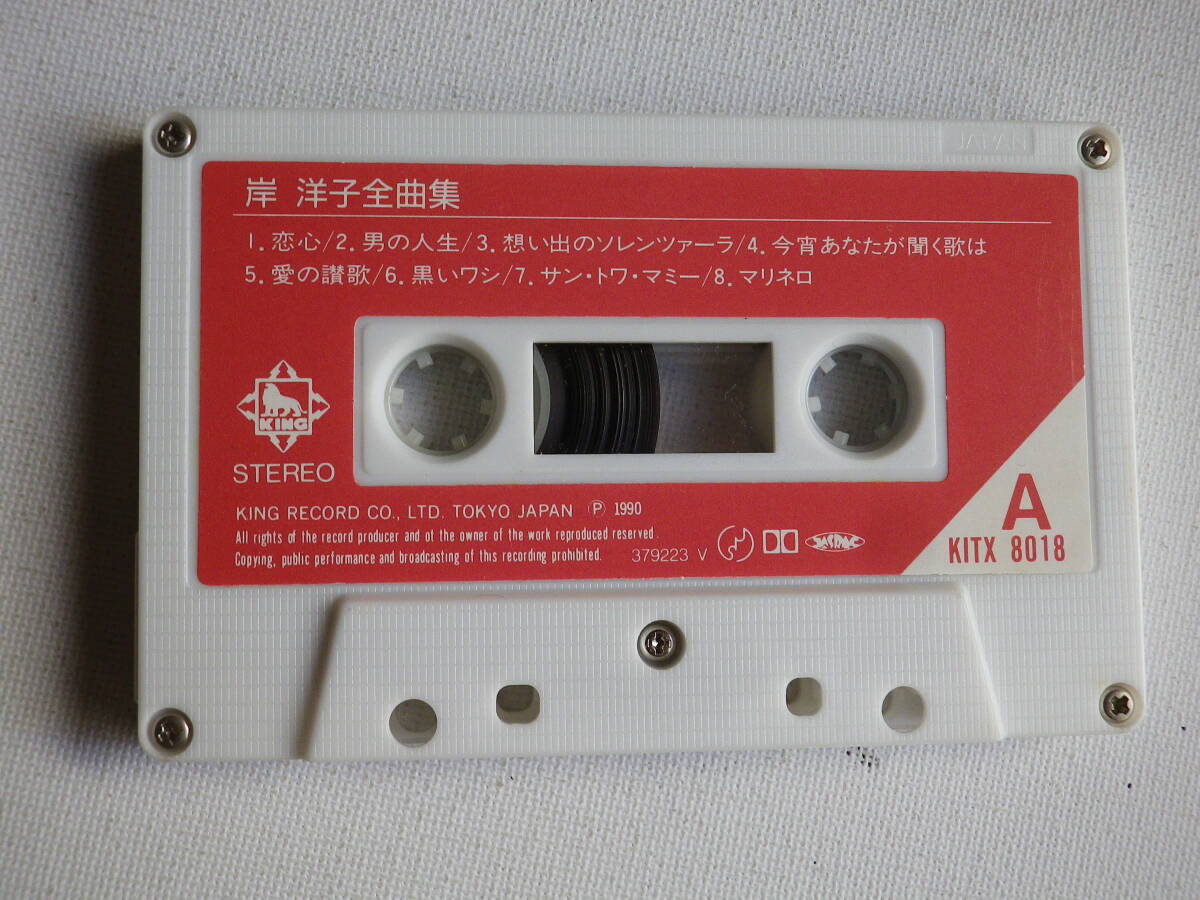 JAPAN
岸 洋子全曲集
1. 恋心/2. 男の人生/3. 想い出のソレンツァーラ/4. 今宵あなたが聞く歌は
5. 愛の讃歌/6. 黒いワシ/7. サン・トワ・マミー/8. マリネロ
KING
STEREO
KING RECORD CO., LTD. TOKYO JAPAN Ⓟ 1990
All rights of the record producer and ot the owner of the work reproduced reserved.
Copying, public performance and broadcasting of this recording prohibited. 379223 V
JASRAC
A
KITX 8018